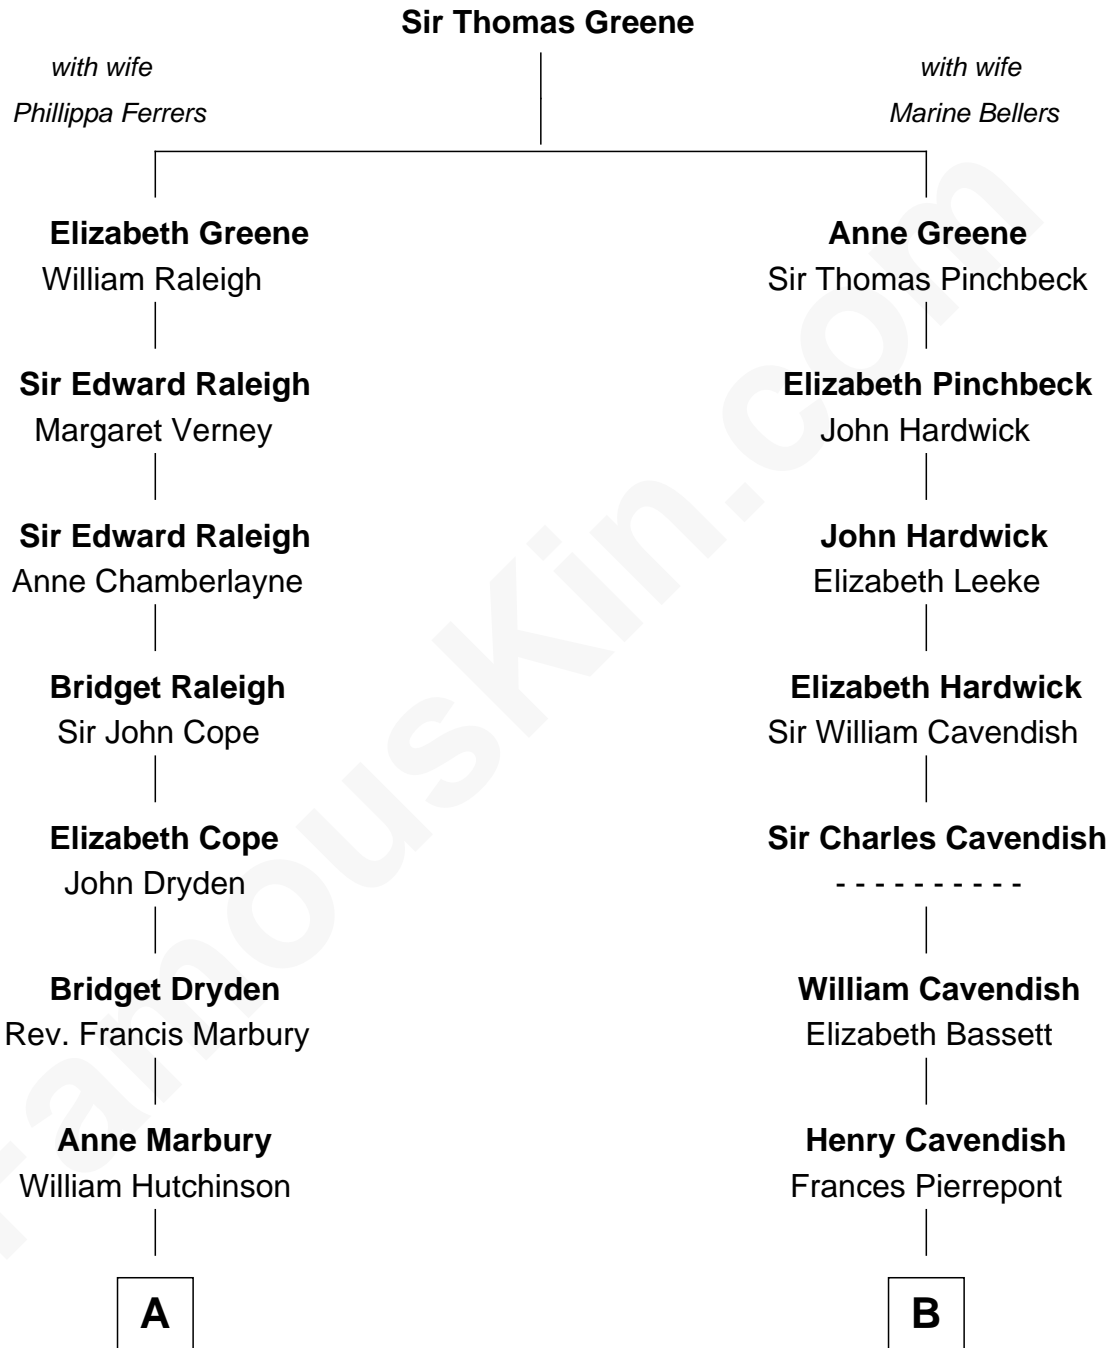 Sir Thomas Greene
with wife
Phillippa Ferrers
with wife
Marine Bellers
Elizabeth Greene
William Raleigh
Anne Greene
Sir Thomas Pinchbeck
Sir Edward Raleigh
Margaret Verney
Elizabeth Pinchbeck
John Hardwick
Sir Edward Raleigh
Anne Chamberlayne
John Hardwick
Elizabeth Leeke
Bridget Raleigh
Sir John Cope
Elizabeth Hardwick
Sir William Cavendish
Elizabeth Cope
John Dryden
Sir Charles Cavendish
- - - - - - - - - -
Bridget Dryden
Rev. Francis Marbury
William Cavendish
Elizabeth Bassett
Anne Marbury
William Hutchinson
Henry Cavendish
Frances Pierrepont
A
B
FamousKin.com